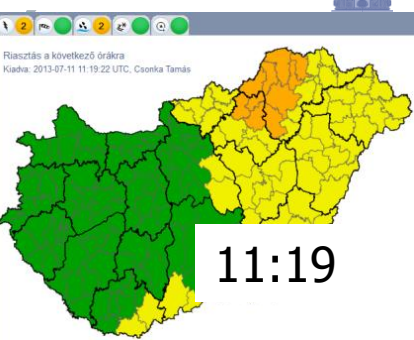 2 2
Riasztás a következő órákra
Kiadva: 2013-07-11 11:19:22 UTC, Csonka Tamás
11:19